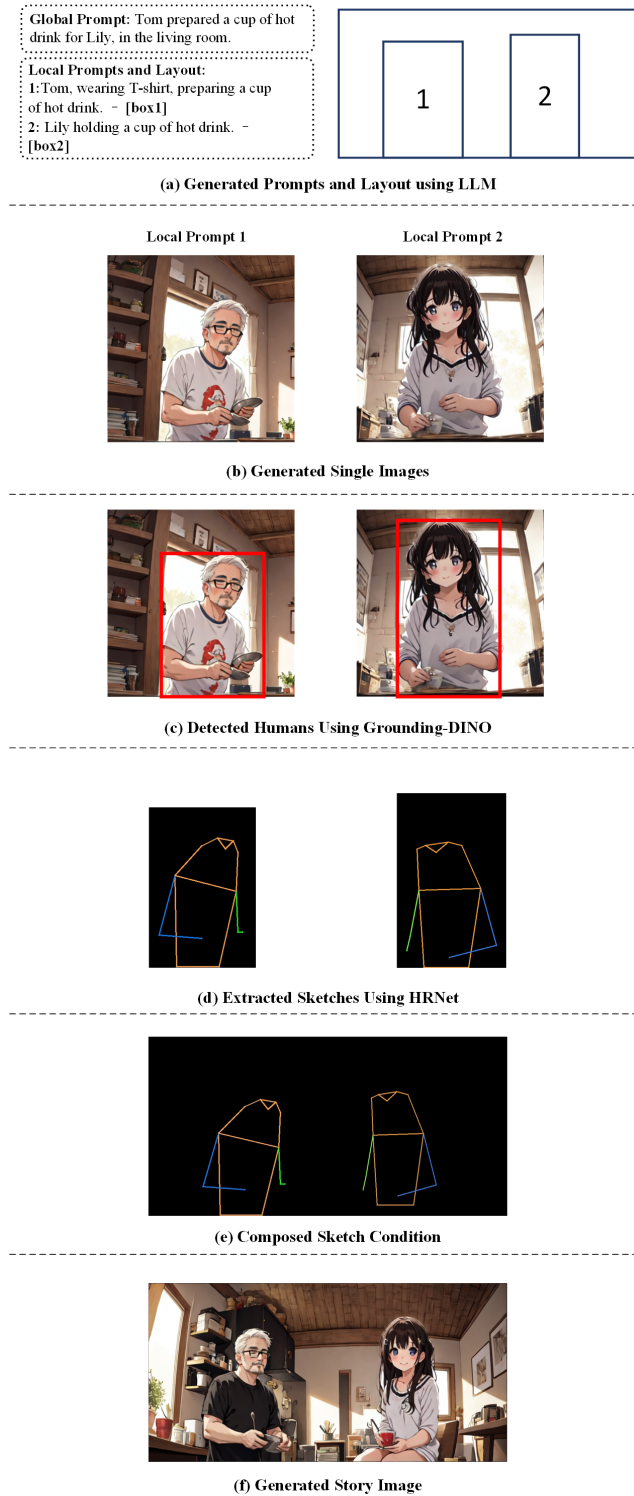 Global Prompt: Tom prepared a cup of hot
drink for Lily, in the living room.
Local Prompts and Layout:
1:Tom, wearing T-shirt, preparing a cup
of hot drink. - [box1]
2: Lily holding a cup of hot drink. -
[box2]
1
2
(a) Generated Prompts and Layout using LLM
Local Prompt 1
Local Prompt 2
(b) Generated Single Images
(c) Detected Humans Using Grounding-DINO
(d) Extracted Sketches Using HRNet
(e) Composed Sketch Condition
(f) Generated Story Image